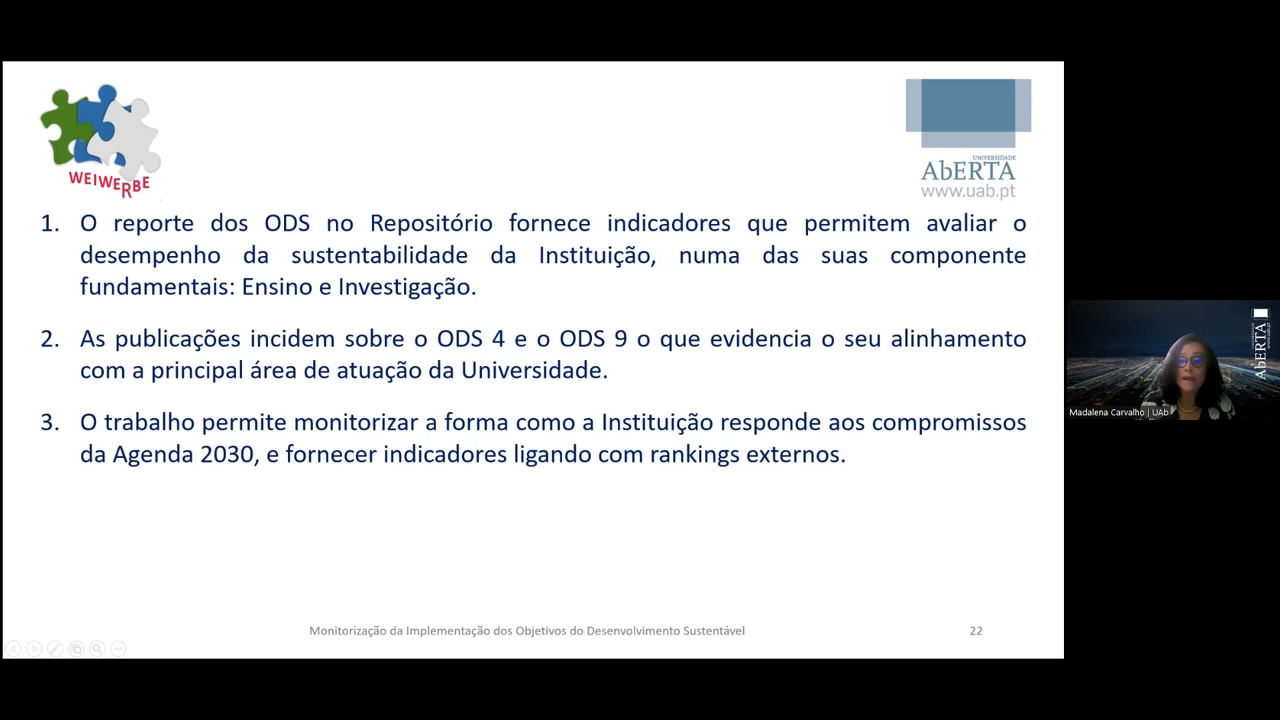 WEIWERBE
UNIVERSIDADE
AbERTA
www.uab.pt
1. O reporte dos ODS no Repositório fornece indicadores que permitem avaliar o
desempenho da sustentabilidade da Instituição, numa das suas componente
fundamentais: Ensino e Investigação.
2. As publicações incidem sobre o ODS 4 e o ODS 9 o que evidencia o seu alinhamento
com a principal área de atuação da Universidade.
3. O trabalho permite monitorizar a forma como a Instituição responde aos compromissos
da Agenda 2030, e fornecer indicadores ligando com rankings externos.
Monitorização da Implementação dos Objetivos do Desenvolvimento Sustentável
22
AbERTA
Madalena Carvalho | UAb